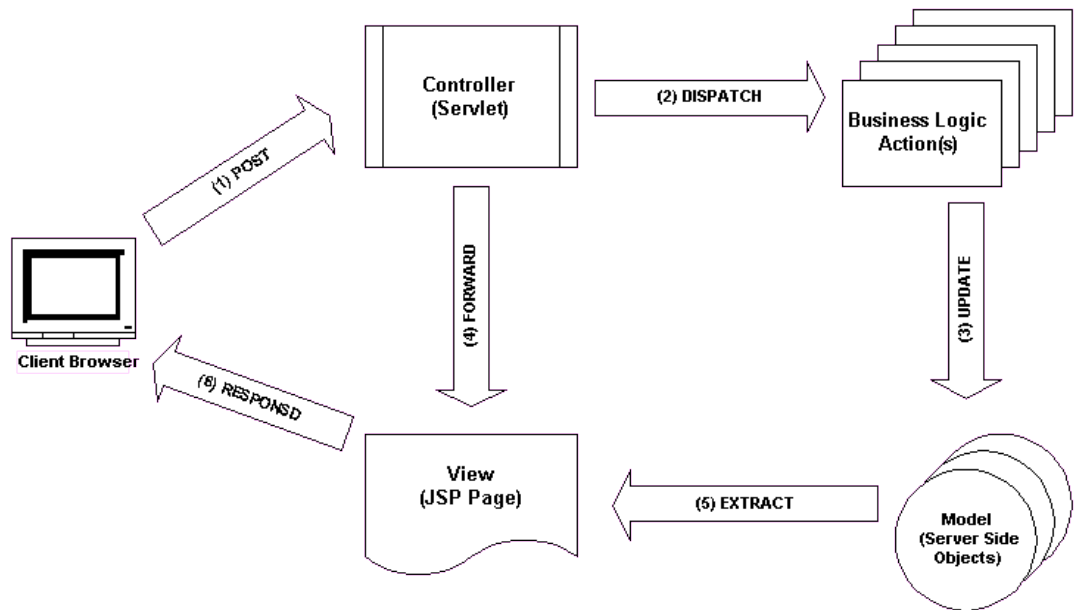 Controller
(Servlet)
(2) DISPATCH
Business Logic
Action(s)
(1) POST
(4) FORWARD
(3) UPDATE
Client Browser
(6) RESPONSD
View
(JSP Page)
(5) EXTRACT
Model
(Server Side
Objects)